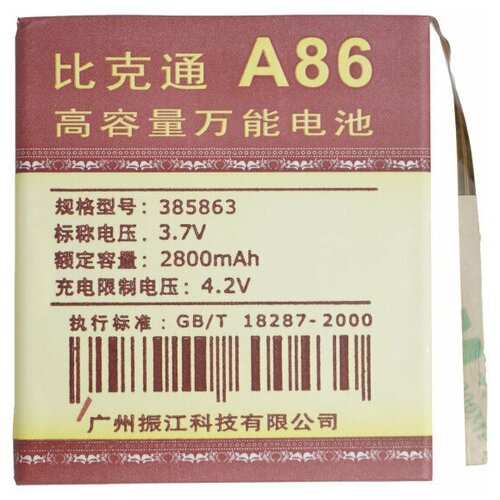 比克通 A86
高容量万能电池
规格型号: 385863
标称电压. 3.7V
额定容量: 2800mAh
充电限制电压: 4.2V
执行标准: GB/T 18287-2000
广州振江科技有限公司